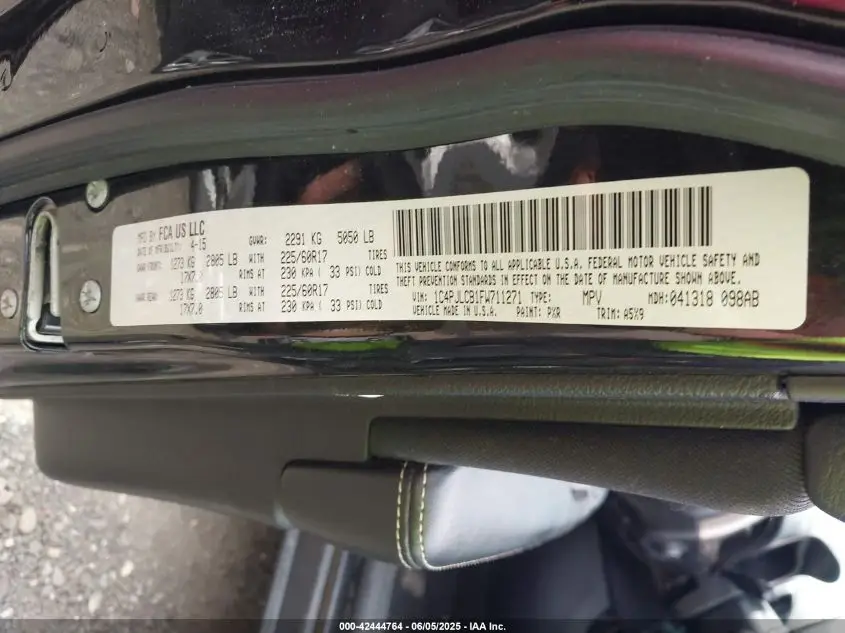 MFD BY FCA US LLC
DATE OF MFR/BUILT: 4-15
GVWR: 2291 KG 5050 LB
GAWR FRONT: 1273 KG 2805 LB WITH 225/60R17 TIRES
17X7.0 RIMS AT 230 KPA ( 33 PSI) COLD
GAWR REAR: 1273 KG 2805 LB WITH 225/60R17 TIRES
17X7.0 RIMS AT 230 KPA ( 33 PSI) COLD
THIS VEHICLE CONFORMS TO ALL APPLICABLE U.S.A. FEDERAL MOTOR VEHICLE SAFETY AND
THEFT PREVENTION STANDARDS IN EFFECT ON THE DATE OF MANUFACTURE SHOWN ABOVE.
VIN: 1C4PJLCB1FW711271 TYPE: MPV MDH: 041318 098AB
VEHICLE MADE IN U.S.A. PAINT: PXR TRIM: A5X9
000-42444764 - 06/05/2025 - IAA Inc.